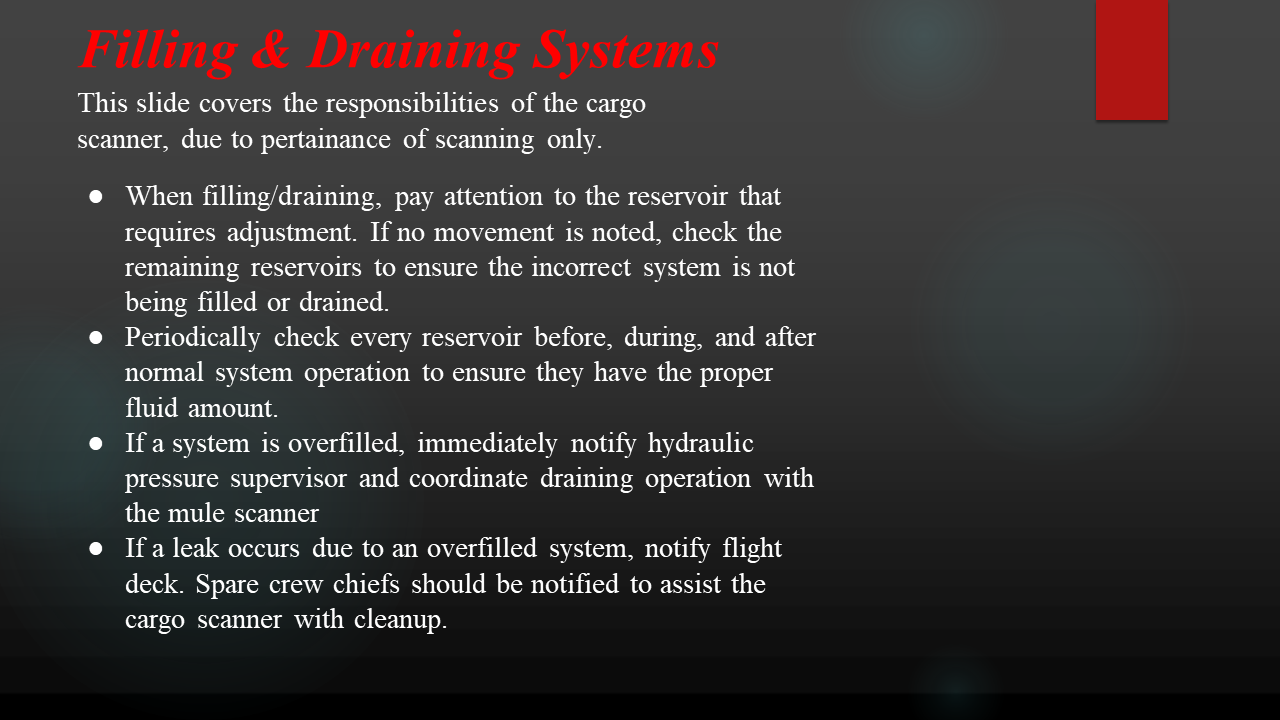 Filling & Draining Systems
This slide covers the responsibilities of the cargo
scanner, due to pertainance of scanning only.
● When filling/draining, pay attention to the reservoir that
requires adjustment. If no movement is noted, check the
remaining reservoirs to ensure the incorrect system is not
being filled or drained.
● Periodically check every reservoir before, during, and after
normal system operation to ensure they have the proper
fluid amount.
● If a system is overfilled, immediately notify hydraulic
pressure supervisor and coordinate draining operation with
the mule scanner
● If a leak occurs due to an overfilled system, notify flight
deck. Spare crew chiefs should be notified to assist the
cargo scanner with cleanup.